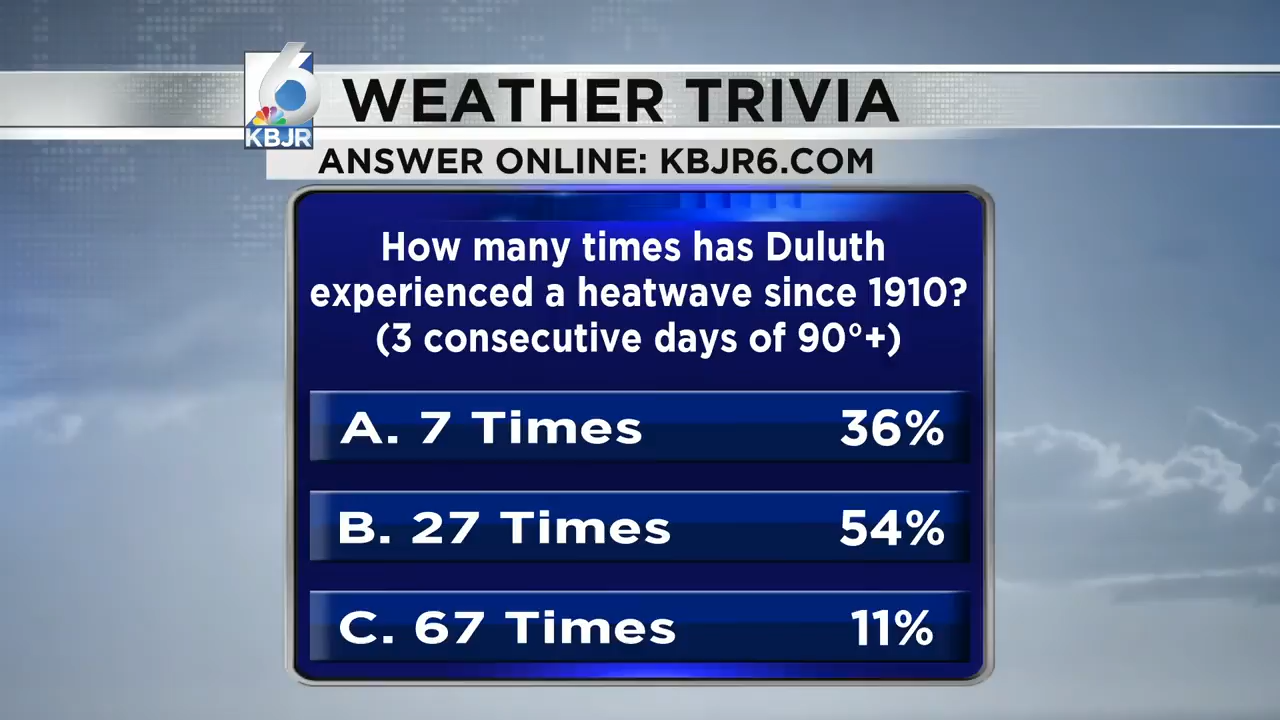 6
KBJR
WEATHER TRIVIA
ANSWER ONLINE: KBJR6.COM
How many times has Duluth
experienced a heatwave since 1910?
(3 consecutive days of 90°+)
A. 7 Times 36%
B. 27 Times 54%
C. 67 Times 11%